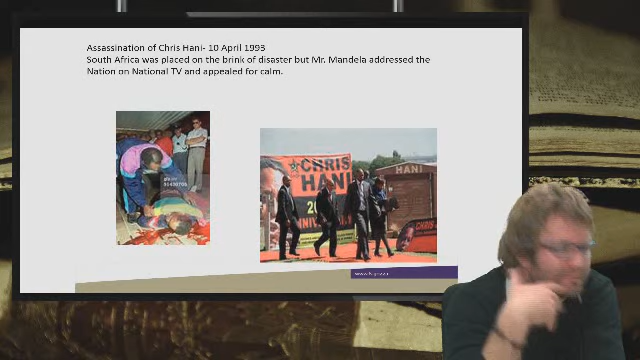 Assassination of Chris Hani- 10 April 1993
South Africa was placed on the brink of disaster but Mr. Mandela addressed the
Nation on National TV and appealed for calm.
CHRIS
HANI
HANI
CHRIS